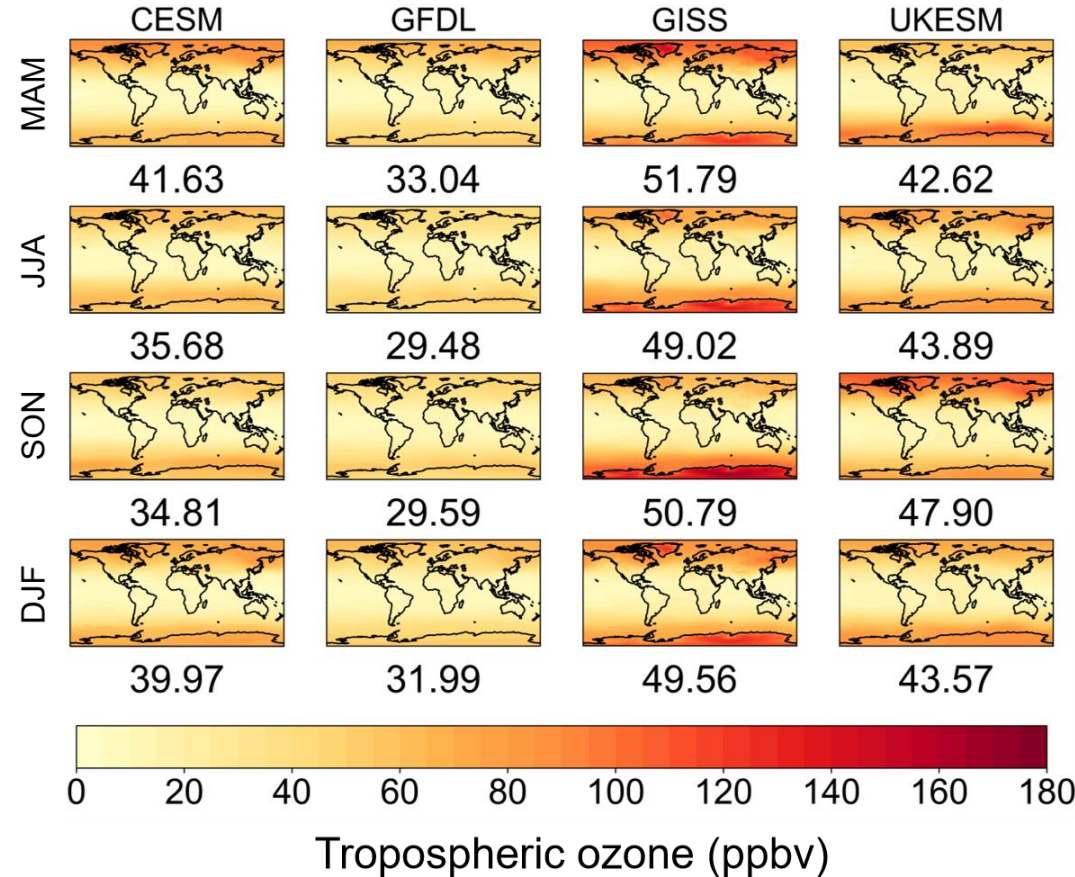 CESM GFDL GISS UKESM
MAM
41.63 33.04 51.79 42.62
JJA
35.68 29.48 49.02 43.89
SON
34.81 29.59 50.79 47.90
DJF
39.97 31.99 49.56 43.57
0 20 40 60 80 100 120 140 160 180
Tropospheric ozone (ppbv)